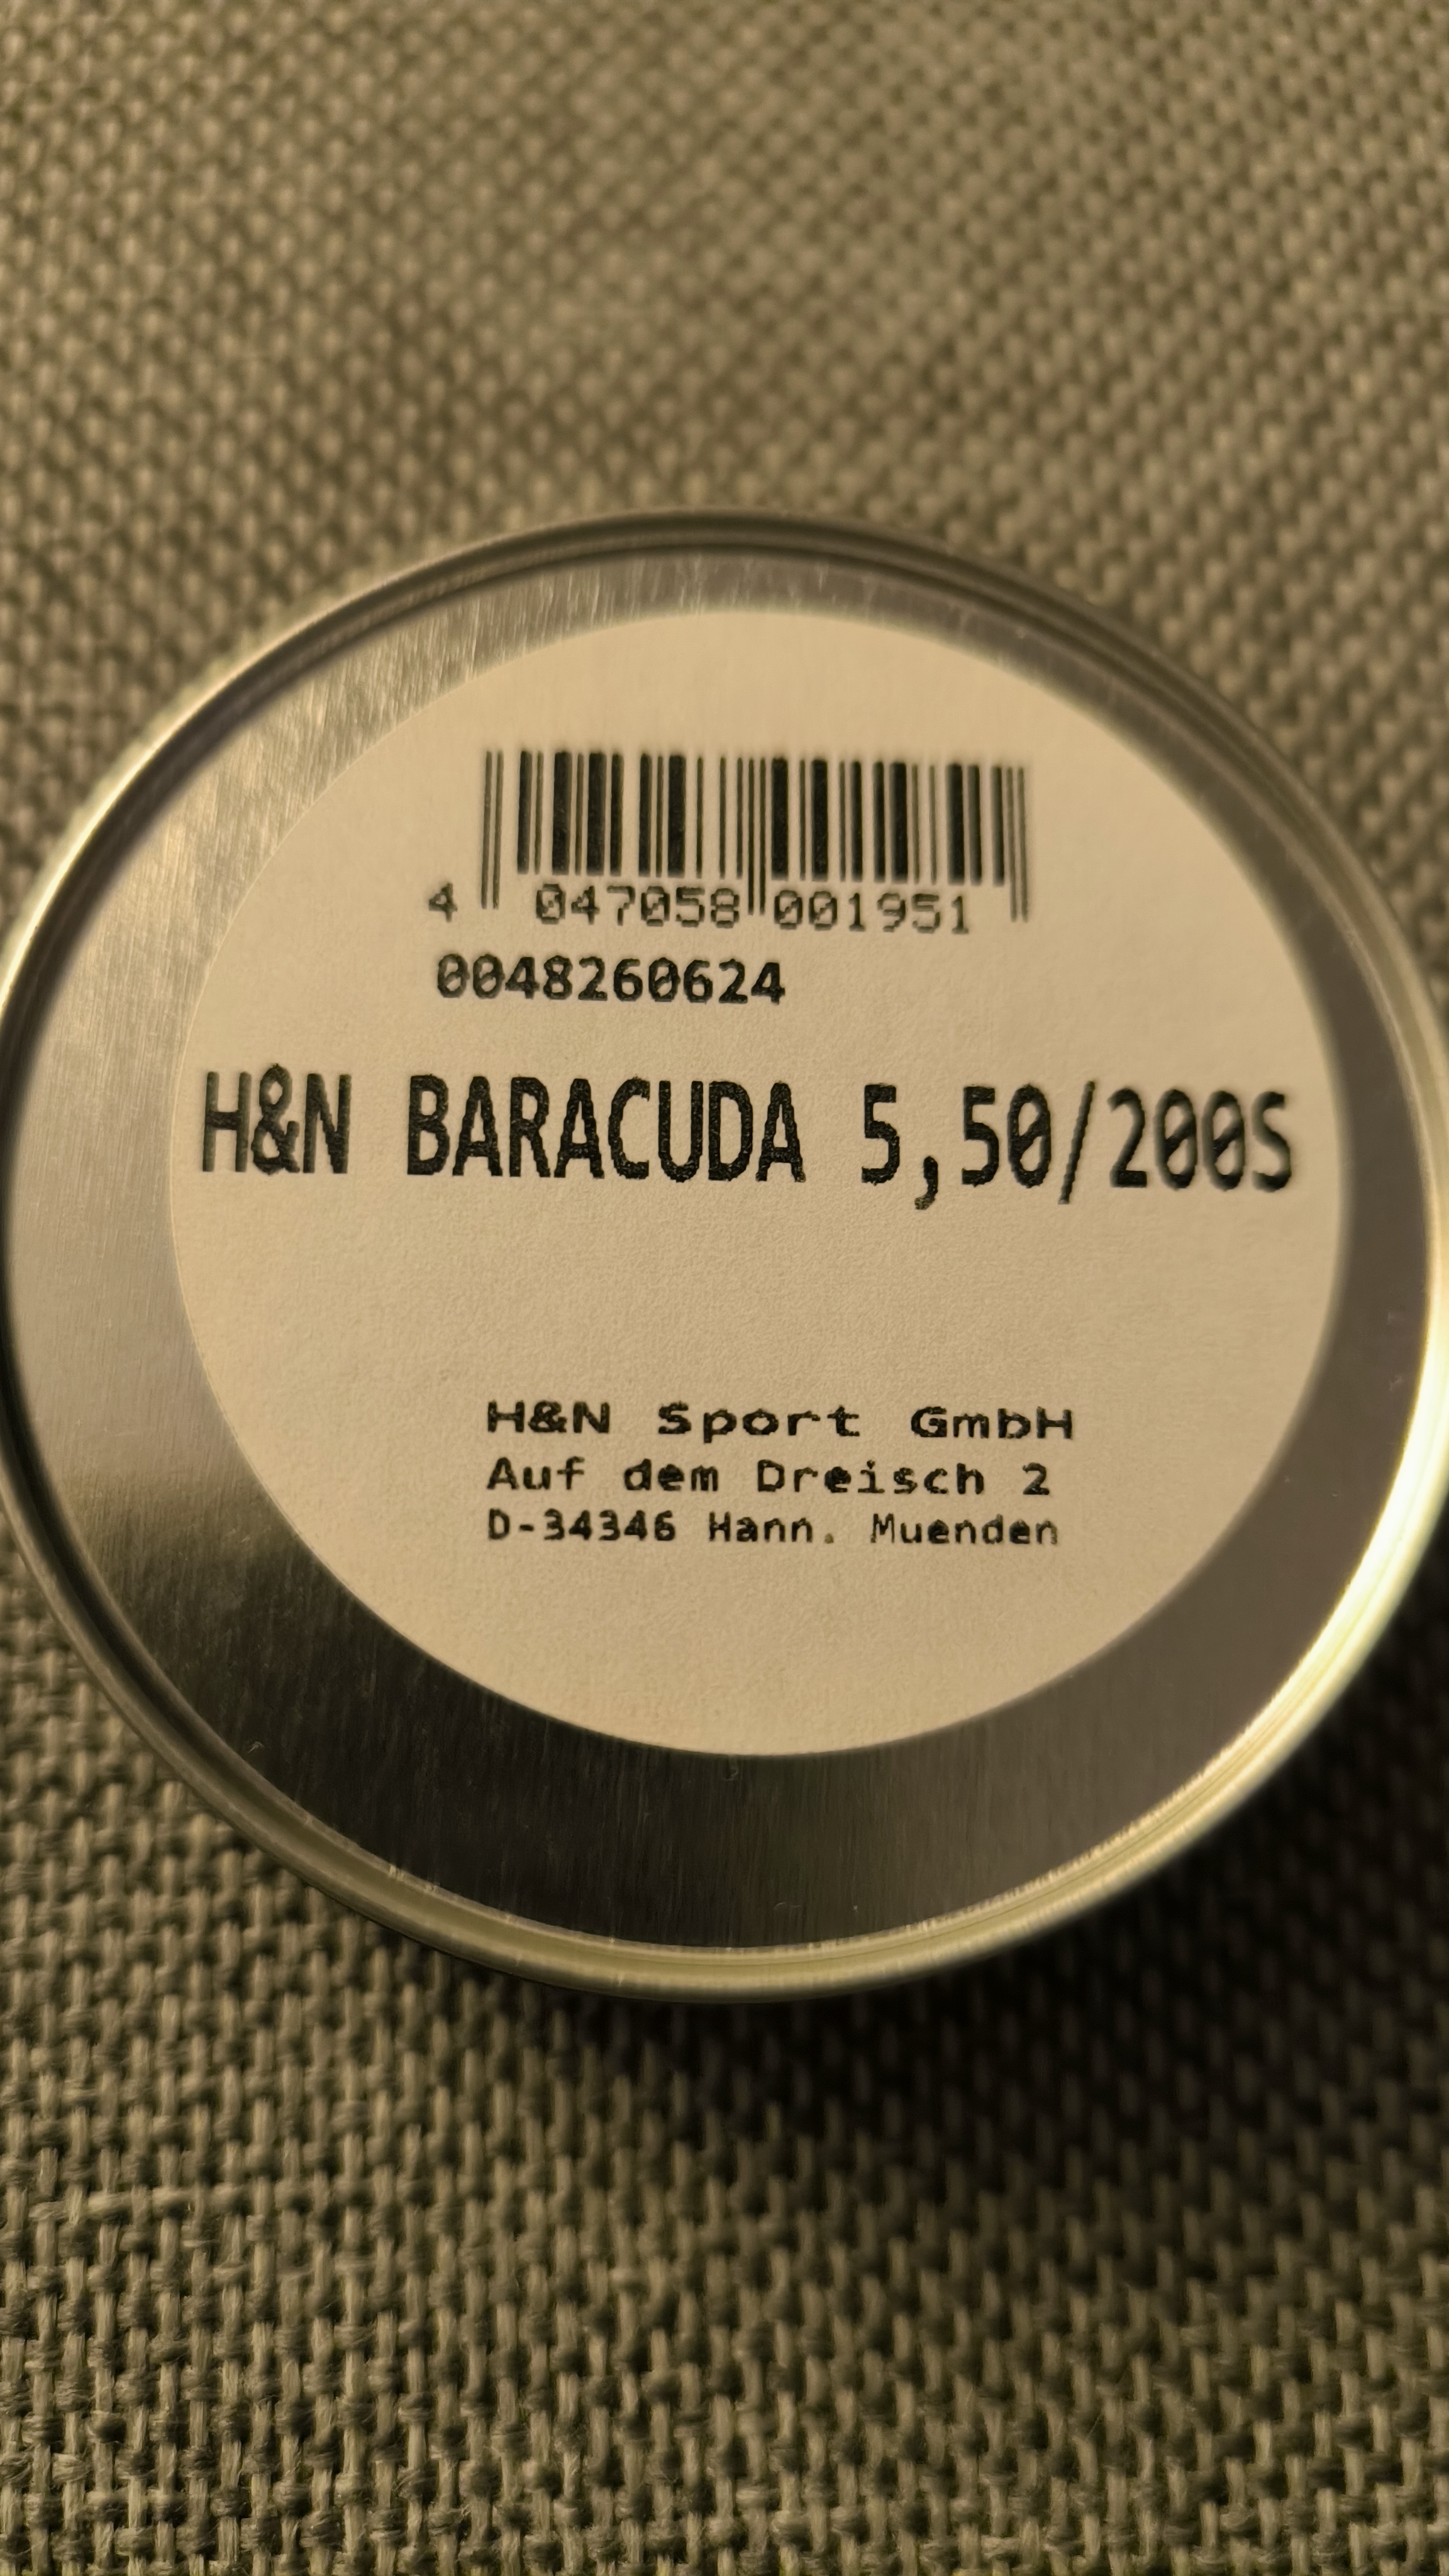 4 047058 001951
0048260624
H&N BARACUDA 5,50/200S
H&N Sport GmbH
Auf dem Dreisch 2
D-34346 Hann. Muenden